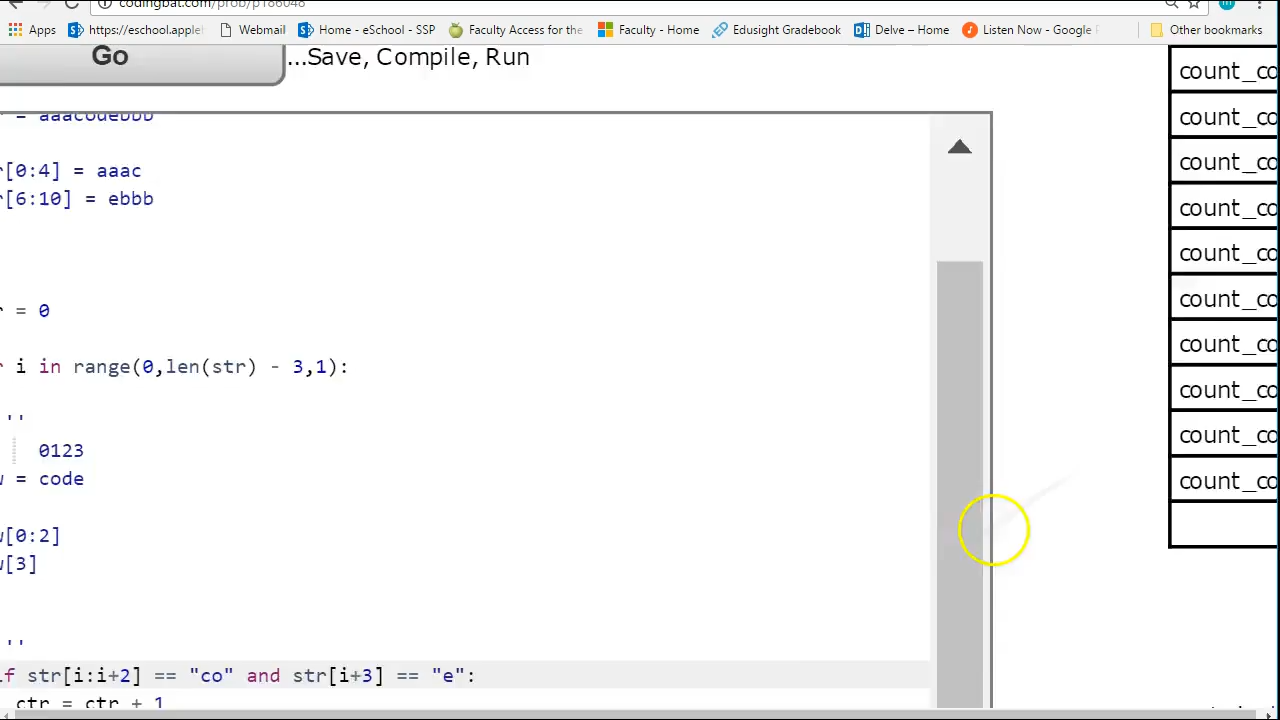 codingbat.com/prob/p186048
Apps https://eschool.apple Webmail Home - eSchool - SSP Faculty Access for the Faculty - Home Edusight Gradebook Delve – Home Listen Now - Google Other bookmarks
Go ...Save, Compile, Run
r = aaacodebbb
r[0:4] = aaac
r[6:10] = ebbb
r = 0
r i in range(0,len(str) - 3,1):
''
0123
w = code
w[0:2]
w[3]
''
if str[i:i+2] == "co" and str[i+3] == "e":
ctr = ctr + 1
count_co
count_co
count_co
count_co
count_co
count_co
count_co
count_co
count_co
count_co